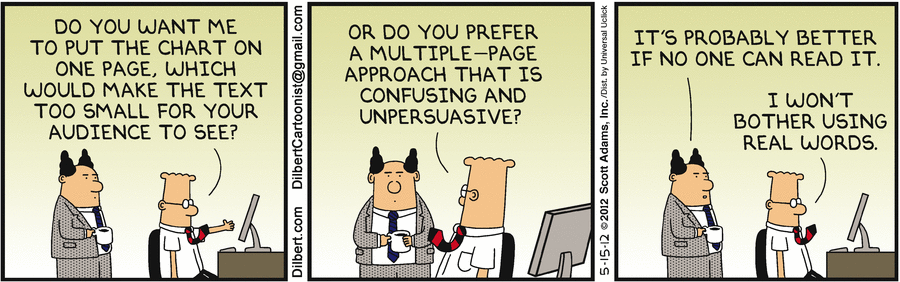 DO YOU WANT ME
TO PUT THE CHART ON
ONE PAGE, WHICH
WOULD MAKE THE TEXT
TOO SMALL FOR YOUR
AUDIENCE TO SEE?
Dilbert.com DilbertCartoonist@gmail.com
OR DO YOU PREFER
A MULTIPLE-PAGE
APPROACH THAT IS
CONFUSING AND
UNPERSUASIVE?
5-15-12 © 2012 Scott Adams, Inc. /Dist. by Universal Uclick
IT'S PROBABLY BETTER
IF NO ONE CAN READ IT.
I WON'T
BOTHER USING
REAL WORDS.